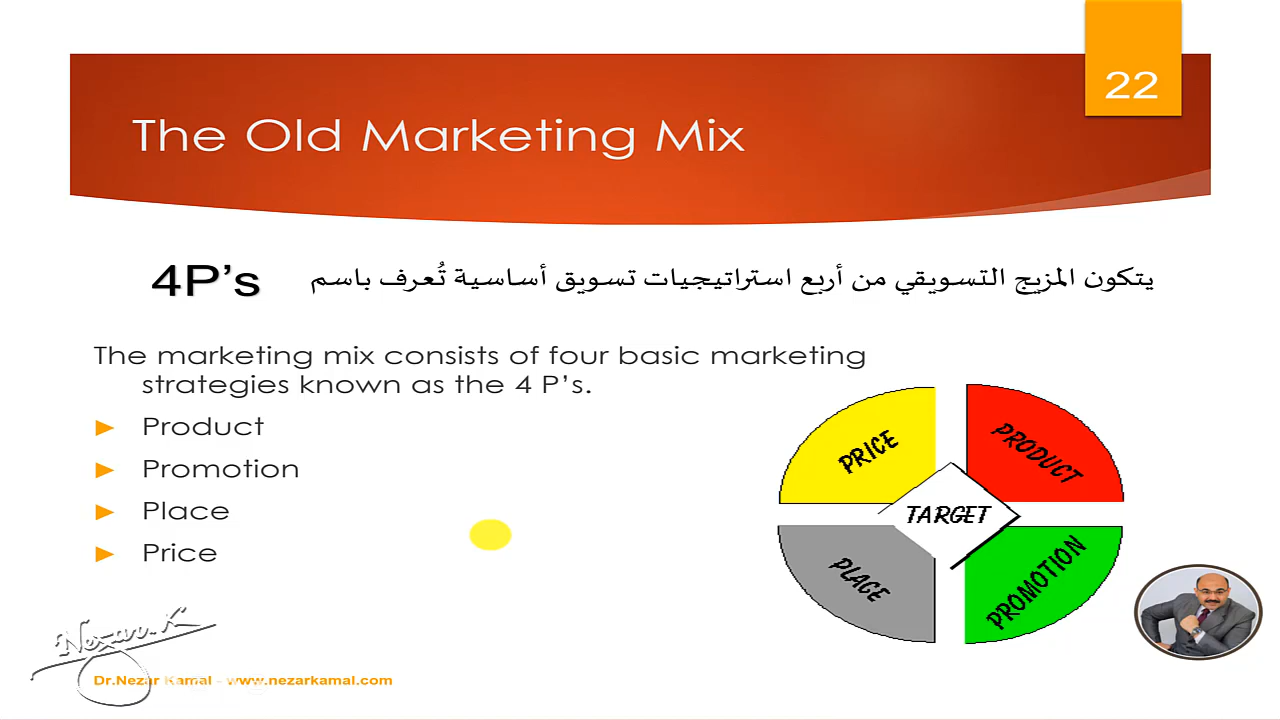 22
The Old Marketing Mix
يتكون المزيج التسويقي من أربع استراتيجيات تسويق أساسية تُعرف باسم 4P's
The marketing mix consists of four basic marketing
strategies known as the 4 P's.
Product
Promotion
Place
Price
PRICE
PRODUCT
TARGET
PLACE
PROMOTION
Nezar.K
Dr.Nezar Kamal - www.nezarkamal.com